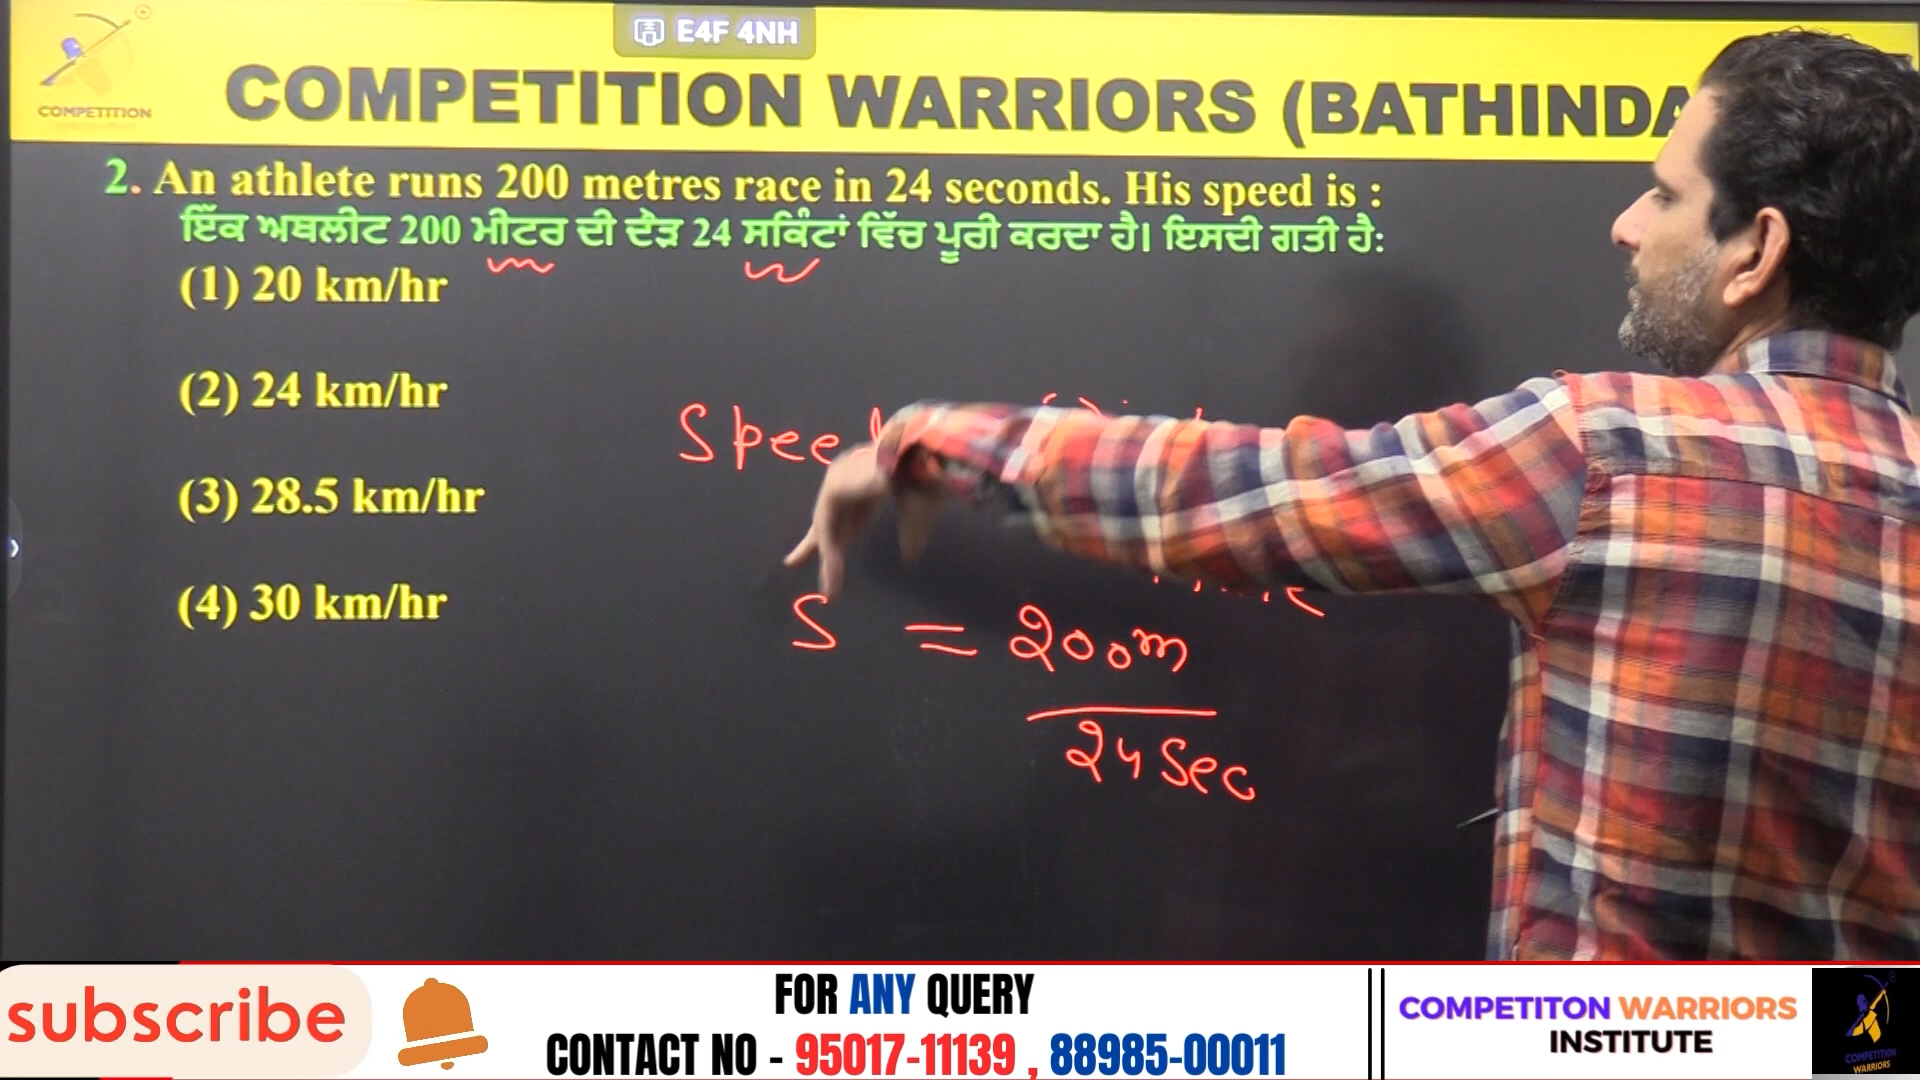 E4F 4NH
COMPETITION
COMPETITION WARRIORS (BATHINDA
2. An athlete runs 200 metres race in 24 seconds. His speed is :
ਇੱਕ ਅਥਲੀਟ 200 ਮੀਟਰ ਦੀ ਦੌੜ 24 ਸਕਿੰਟਾਂ ਵਿੱਚ ਪੂਰੀ ਕਰਦਾ ਹੈ। ਇਸਦੀ ਗਤੀ ਹੈ:
(1) 20 km/hr
(2) 24 km/hr
(3) 28.5 km/hr
(4) 30 km/hr
S = 200m
24 Sec
subscribe
FOR ANY QUERY
CONTACT NO - 95017-11139 , 88985-00011
COMPETITON WARRIORS
INSTITUTE
COMPETITION
WARRIORS